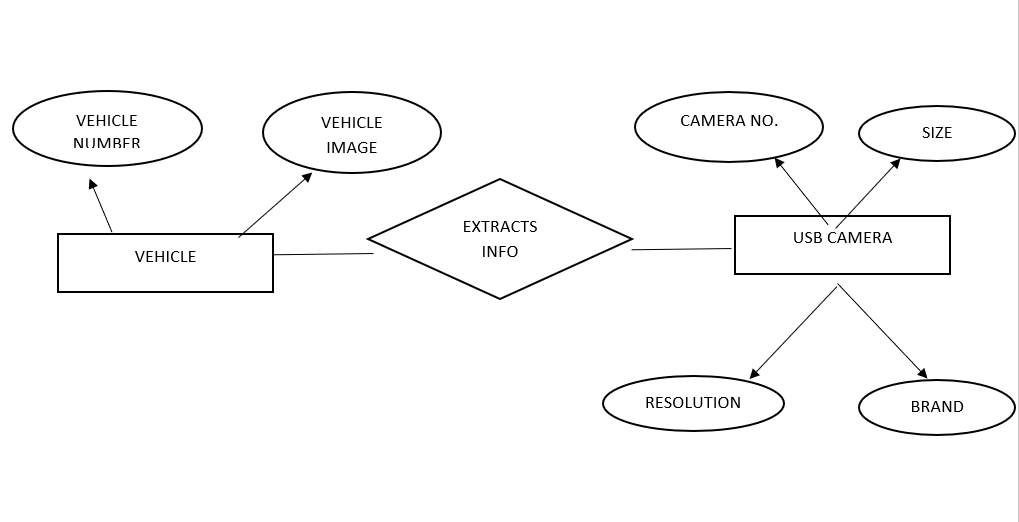 VEHICLE
NUMBER
VEHICLE
IMAGE
CAMERA NO.
SIZE
EXTRACTS
INFO
VEHICLE
USB CAMERA
RESOLUTION
BRAND